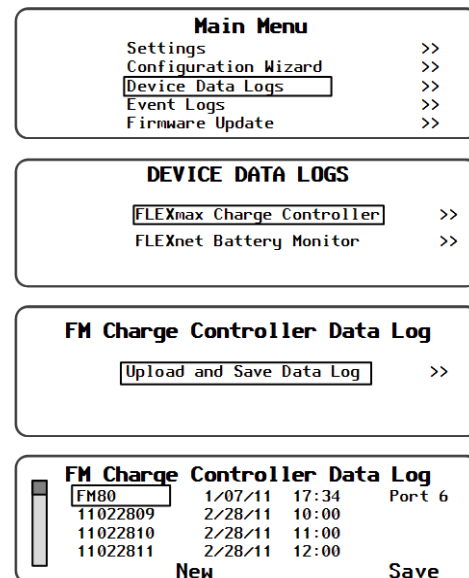 Main Menu
Settings >>
Configuration Wizard >>
Device Data Logs >>
Event Logs >>
Firmware Update >>
DEVICE DATA LOGS
FLEXmax Charge Controller >>
FLEXnet Battery Monitor >>
FM Charge Controller Data Log
Upload and Save Data Log >>
FM Charge Controller Data Log
FM80 1/07/11 17:34 Port 6
11022809 2/28/11 10:00
11022810 2/28/11 11:00
11022811 2/28/11 12:00
New Save